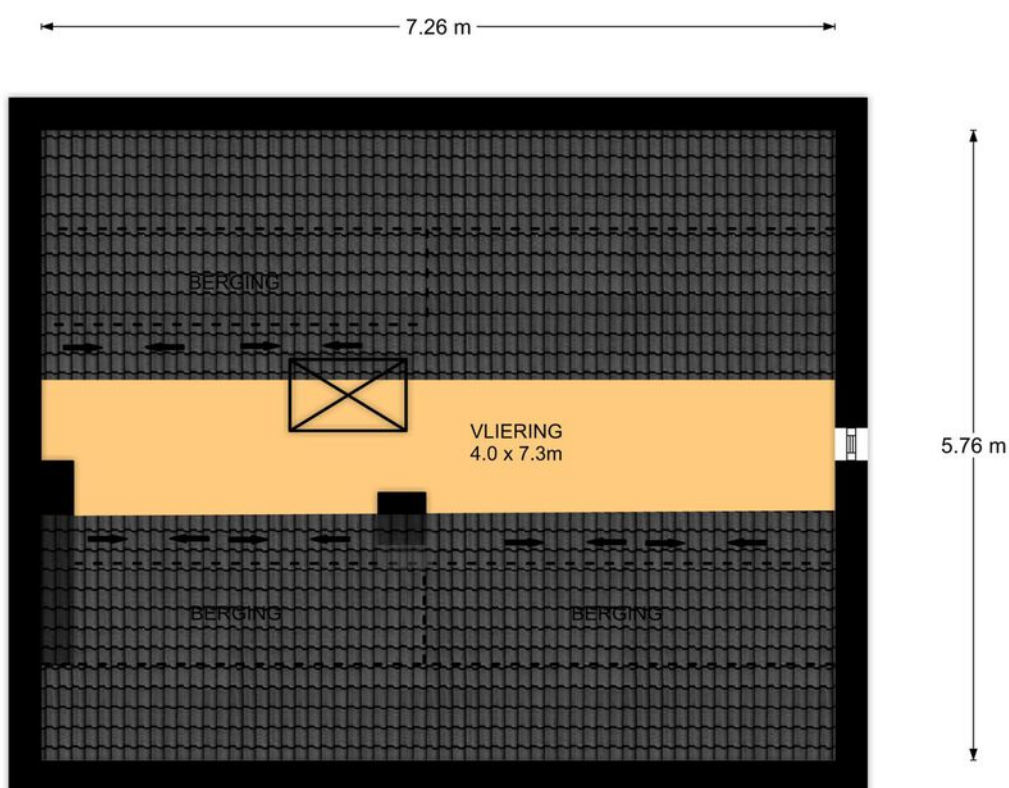 7.26 m
BERGING
VLIERING
4.0 x 7.3m
5.76 m
BERGING
BERGING